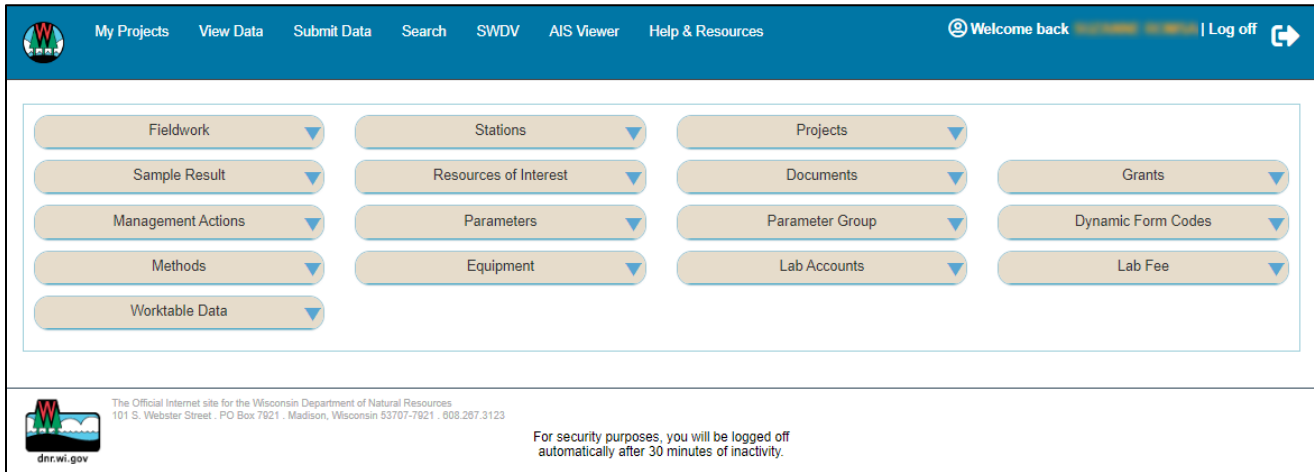 W
My Projects View Data Submit Data Search SWDV AIS Viewer Help & Resources Welcome back | Log off
Fieldwork Stations Projects
Sample Result Resources of Interest Documents Grants
Management Actions Parameters Parameter Group Dynamic Form Codes
Methods Equipment Lab Accounts Lab Fee
Worktable Data
W
dnr.wi.gov
The Official Internet site for the Wisconsin Department of Natural Resources
101 S. Webster Street . PO Box 7921 . Madison, Wisconsin 53707-7921 . 608.267.3123
For security purposes, you will be logged off
automatically after 30 minutes of inactivity.